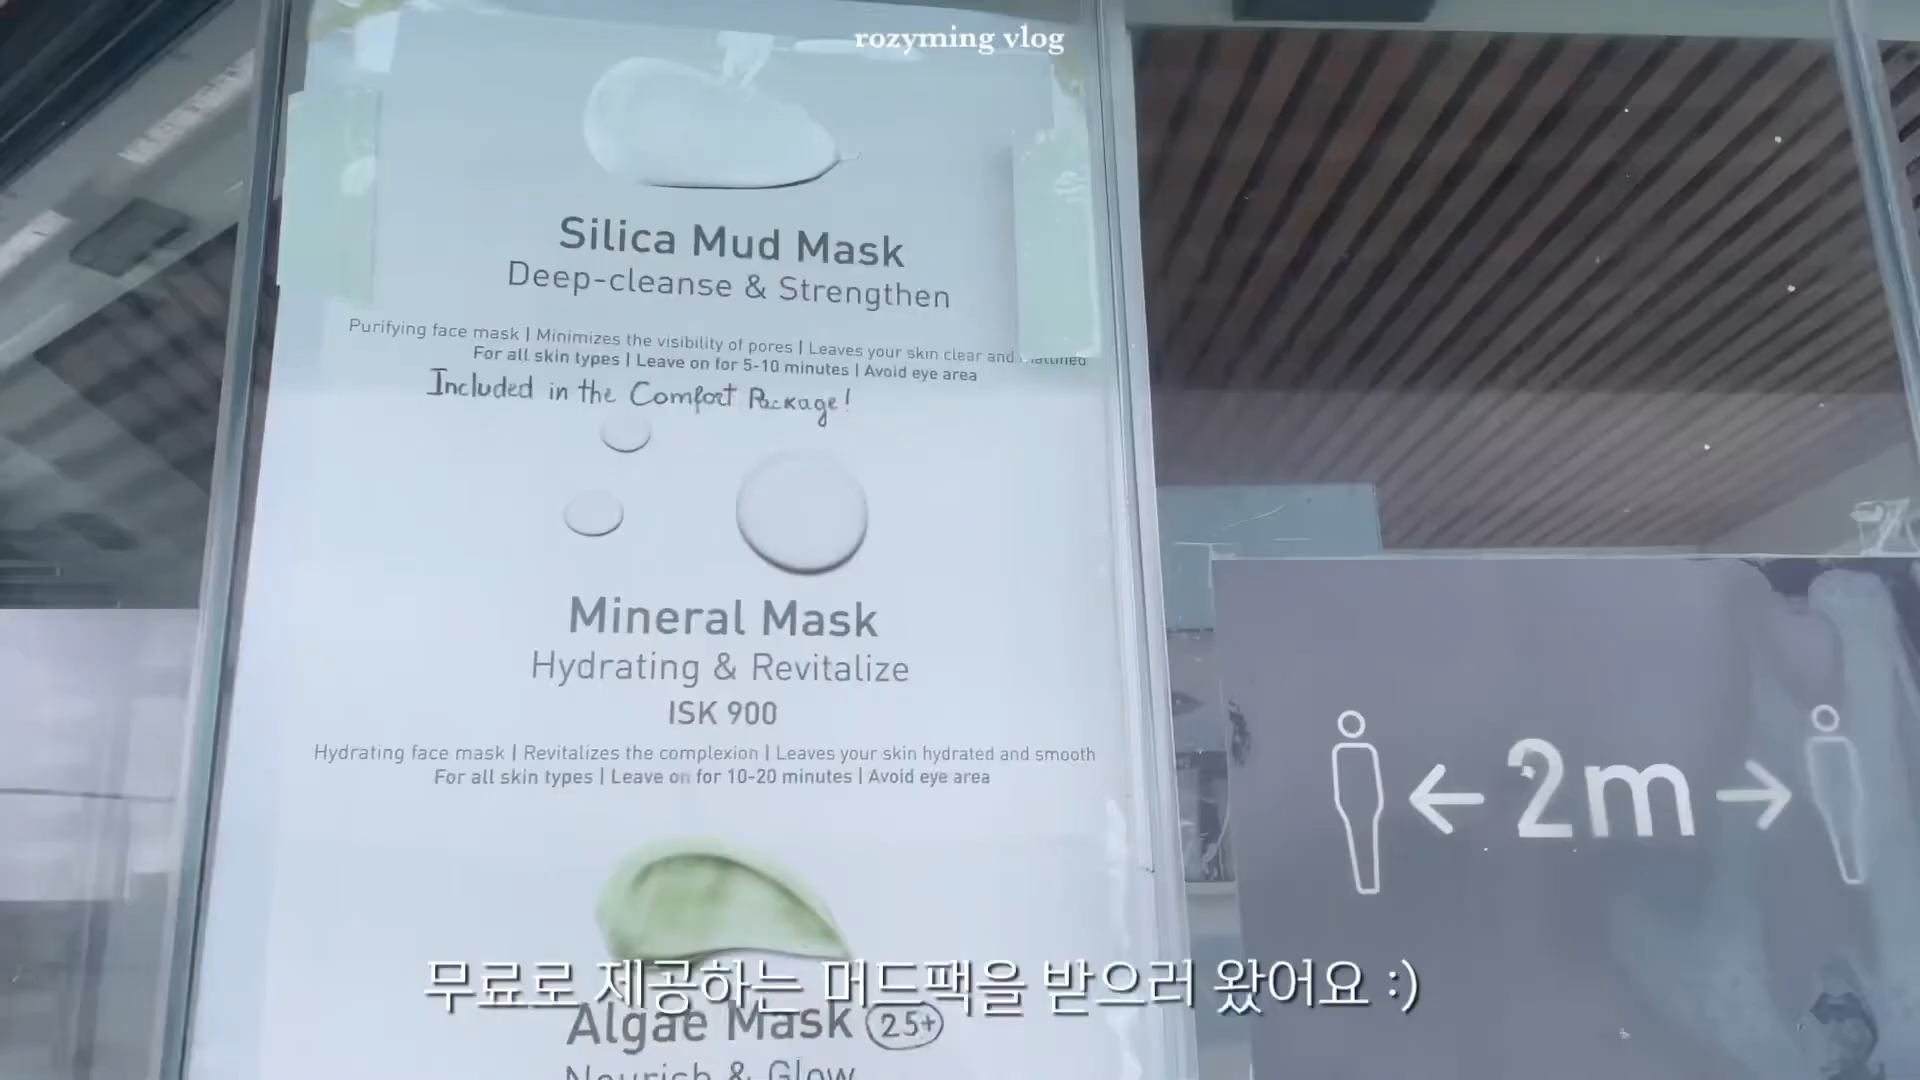 rozyming vlog
Silica Mud Mask
Deep-cleanse & Strengthen
Purifying face mask | Minimizes the visibility of pores | Leaves your skin clear and
For all skin types | Leave on for 5-10 minutes | Avoid eye area
Included in the Comfort Package!
Mineral Mask
Hydrating & Revitalize
ISK 900
Hydrating face mask | Revitalizes the complexion | Leaves your skin hydrated and smooth
For all skin types | Leave on for 10-20 minutes | Avoid eye area
← 2m →
무료로 제공하는 머드팩을 받으러 왔어요 :)
Algae Mask 25+
Nourish & Glow